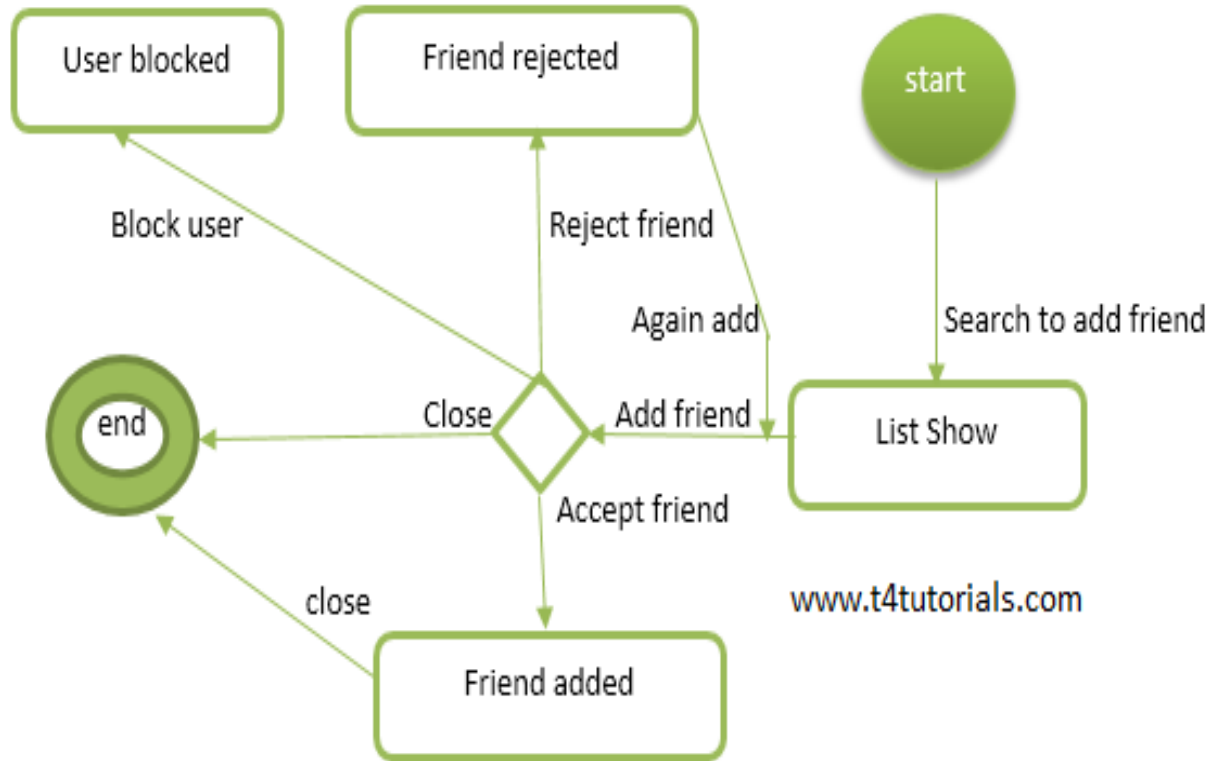 User blocked
Friend rejected
start
Block user
Reject friend
Again add
Search to add friend
end
Close
Add friend
List Show
Accept friend
close
www.t4tutorials.com
Friend added